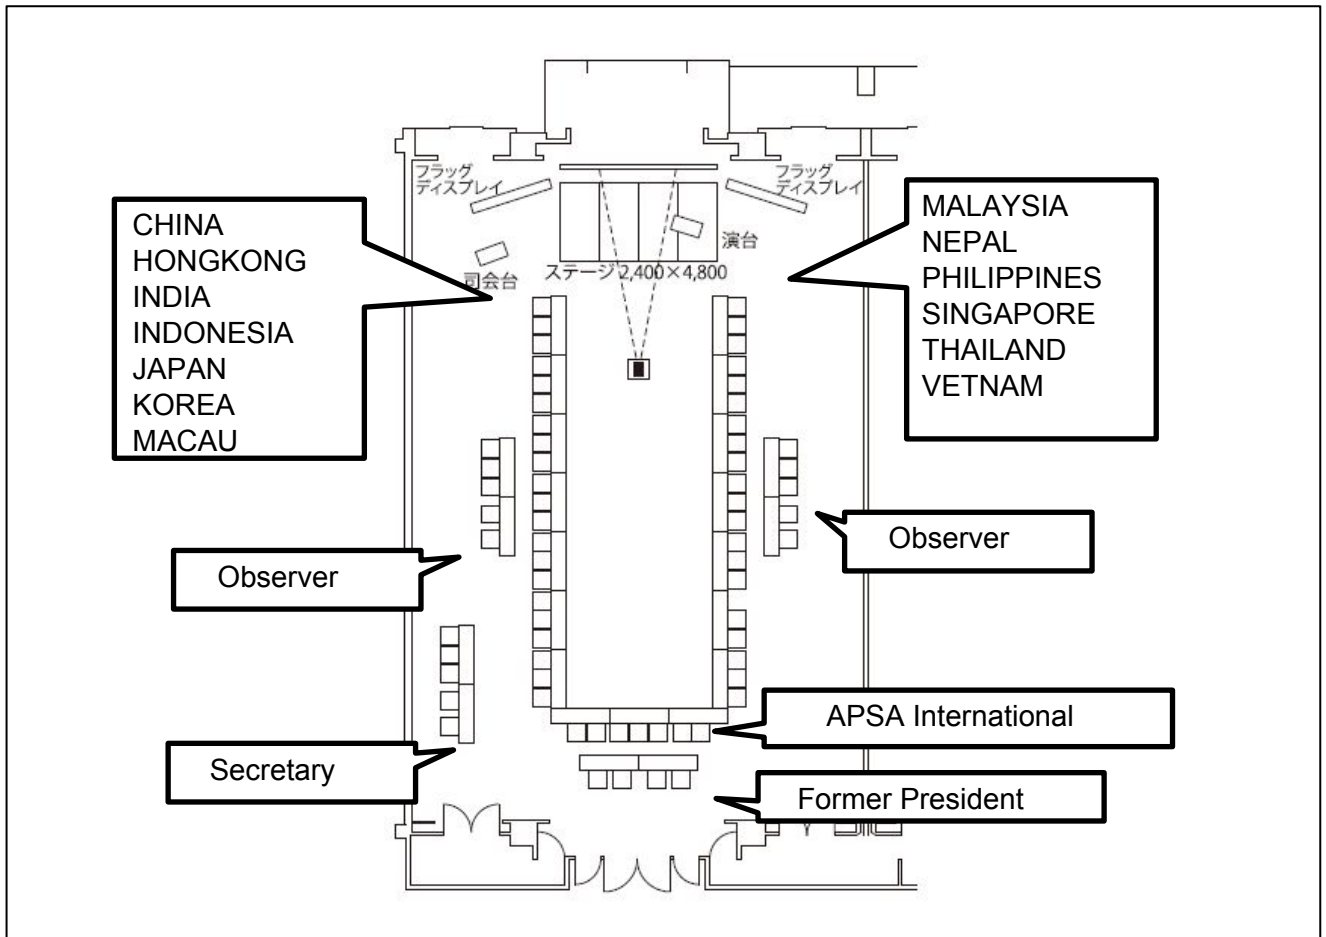 フラッグ
ディスプレイ
フラッグ
ディスプレイ
CHINA
HONGKONG
INDIA
INDONESIA
JAPAN
KOREA
MACAU
MALAYSIA
NEPAL
PHILIPPINES
SINGAPORE
THAILAND
VETNAM
演台
司会台
ステージ 2,400×4,800
Observer
Observer
Secretary
APSA International
Former President